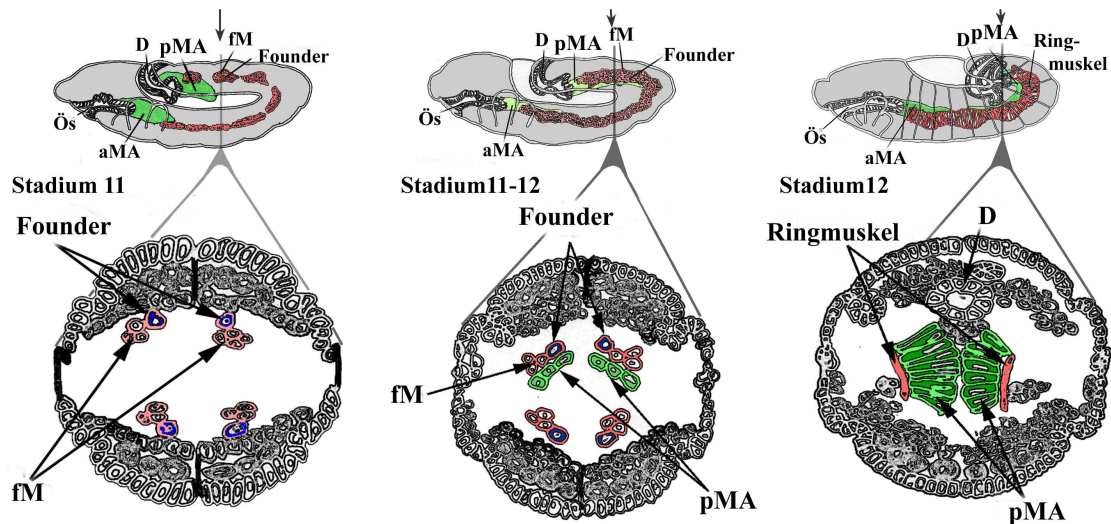 D
pMA
fM
Founder
Ös
aMA
Stadium 11
Founder
fM
D
pMA
fM
Founder
Ös
aMA
Stadium11-12
Founder
fM
pMA
D
pMA
Ring-
muskel
Ös
aMA
Stadium12
Ringmuskel
D
pMA